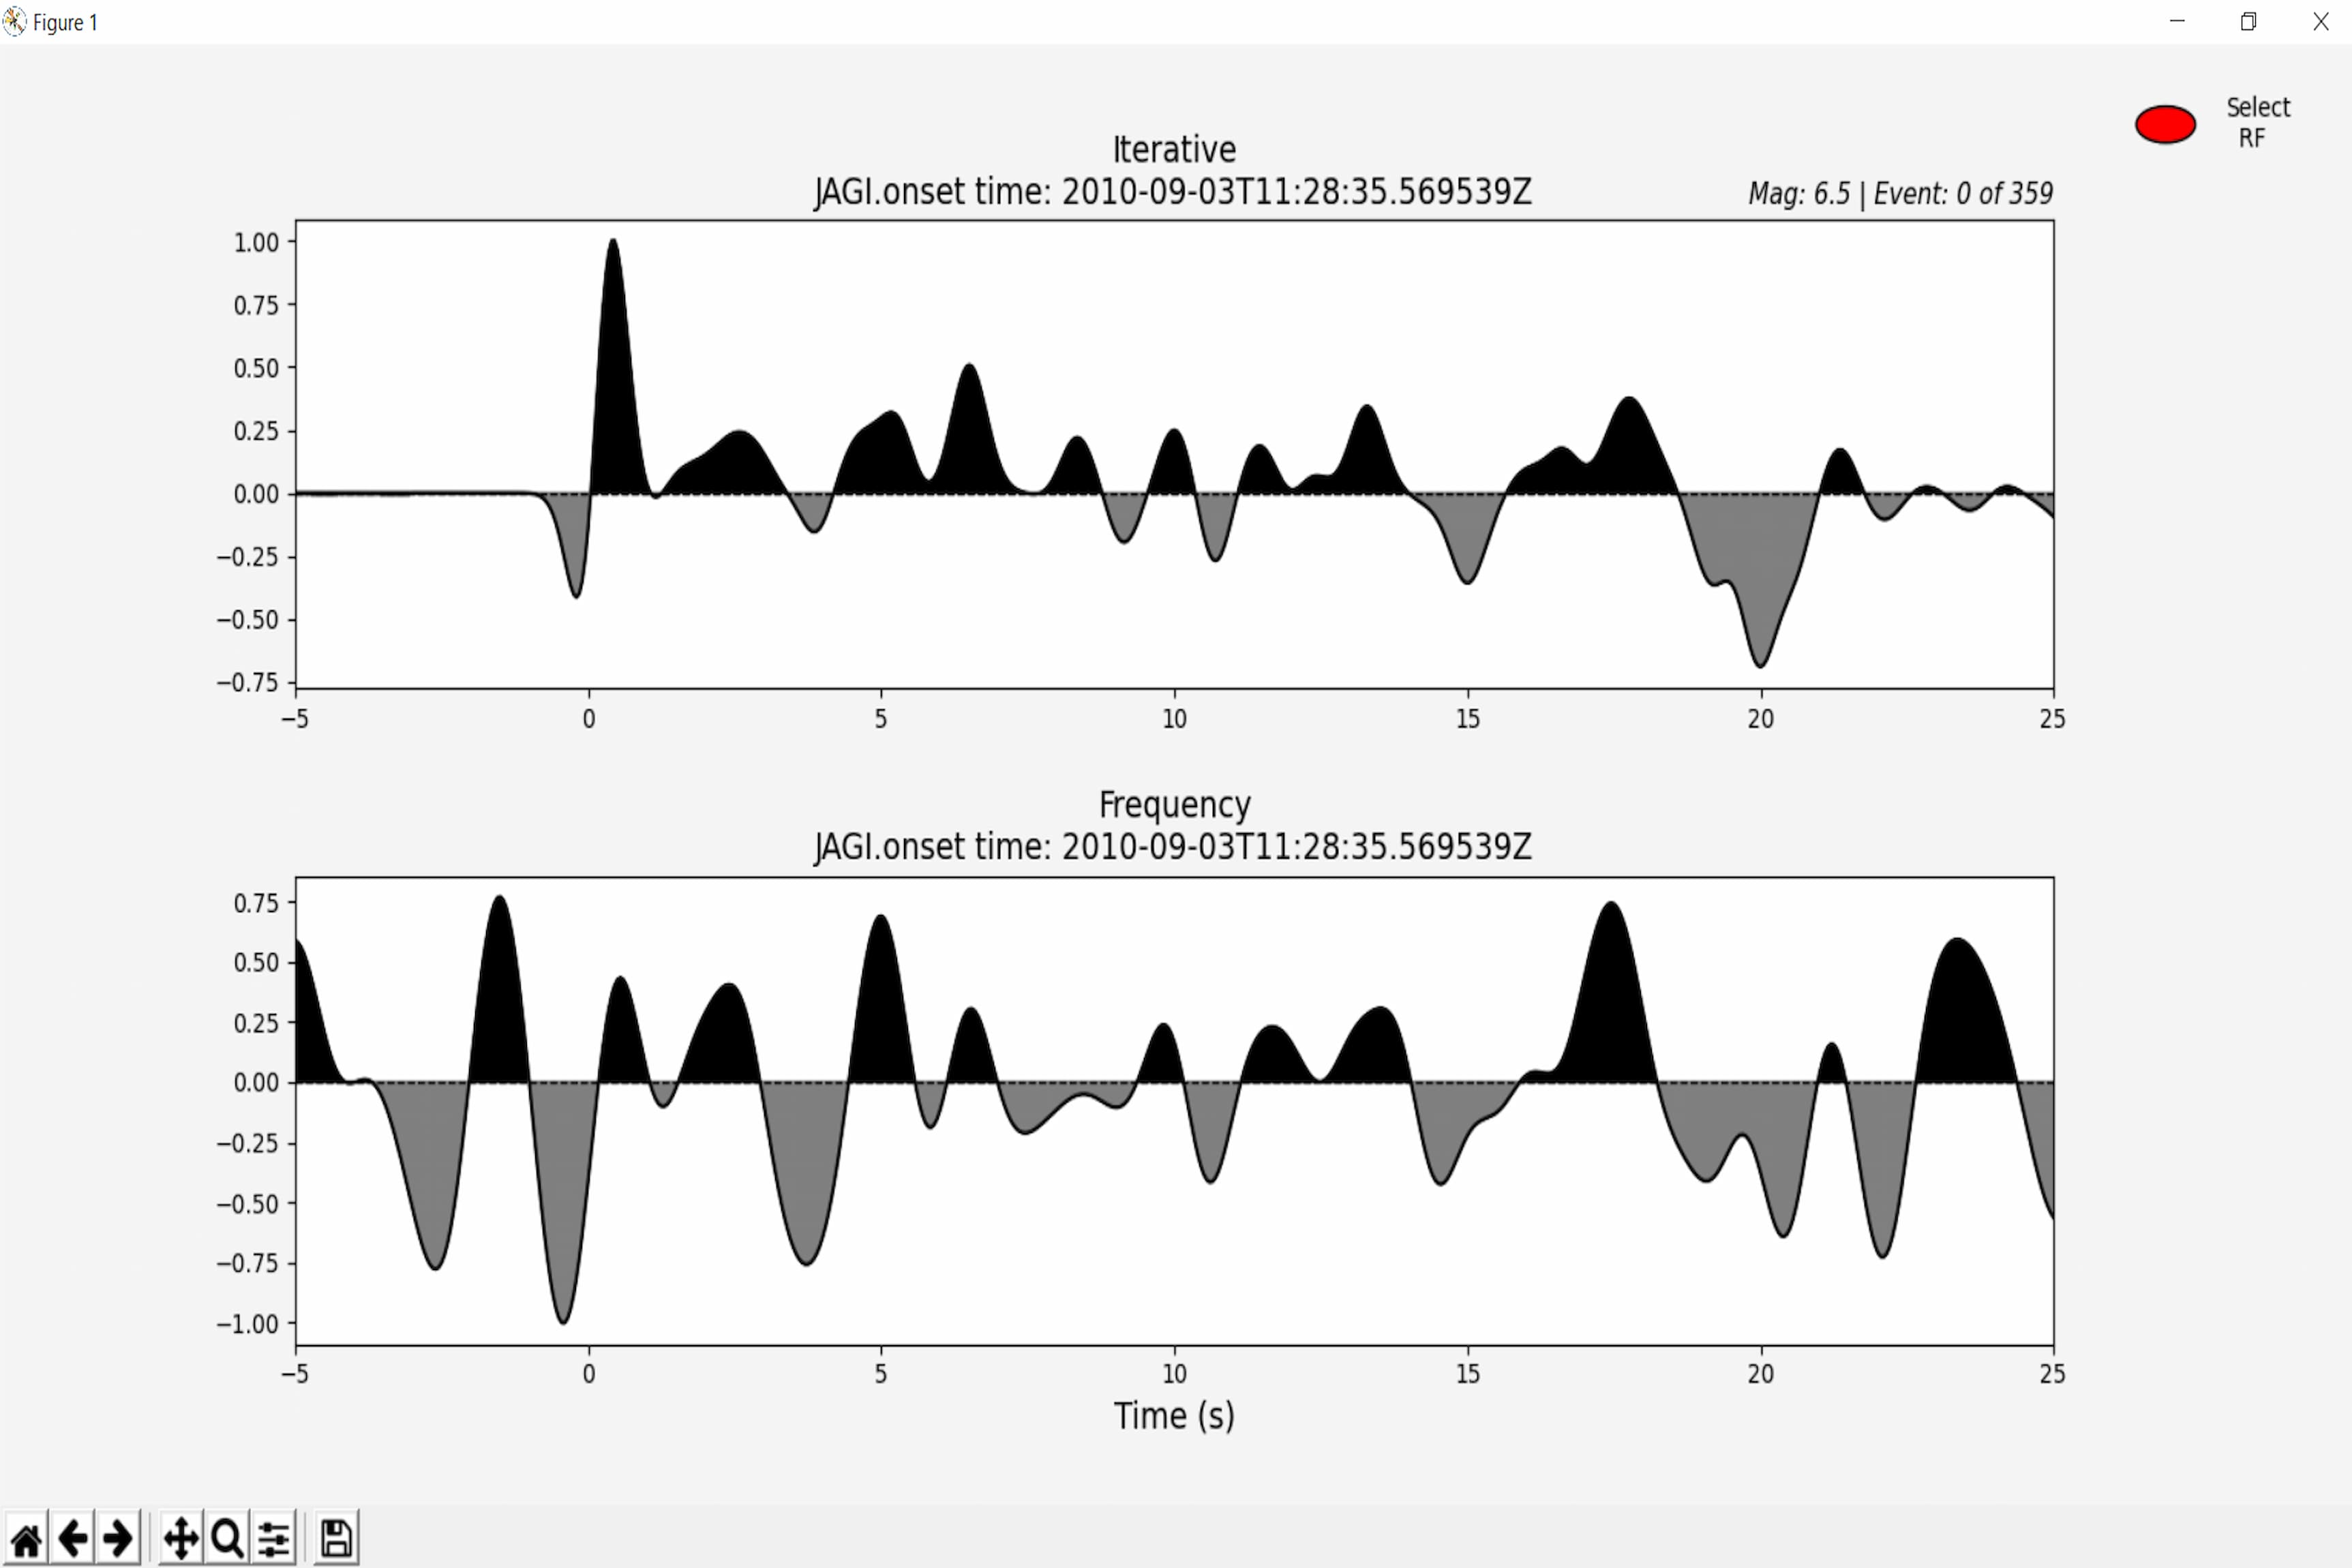 Figure 1
Select
RF
Iterative
JAGI.onset time: 2010-09-03T11:28:35.569539Z
Mag: 6.5 | Event: 0 of 359
1.00
0.75
0.50
0.25
0.00
−0.25
−0.50
−0.75
−5 0 5 10 15 20 25
Frequency
JAGI.onset time: 2010-09-03T11:28:35.569539Z
0.75
0.50
0.25
0.00
−0.25
−0.50
−0.75
−1.00
−5 0 5 10 15 20 25
Time (s)